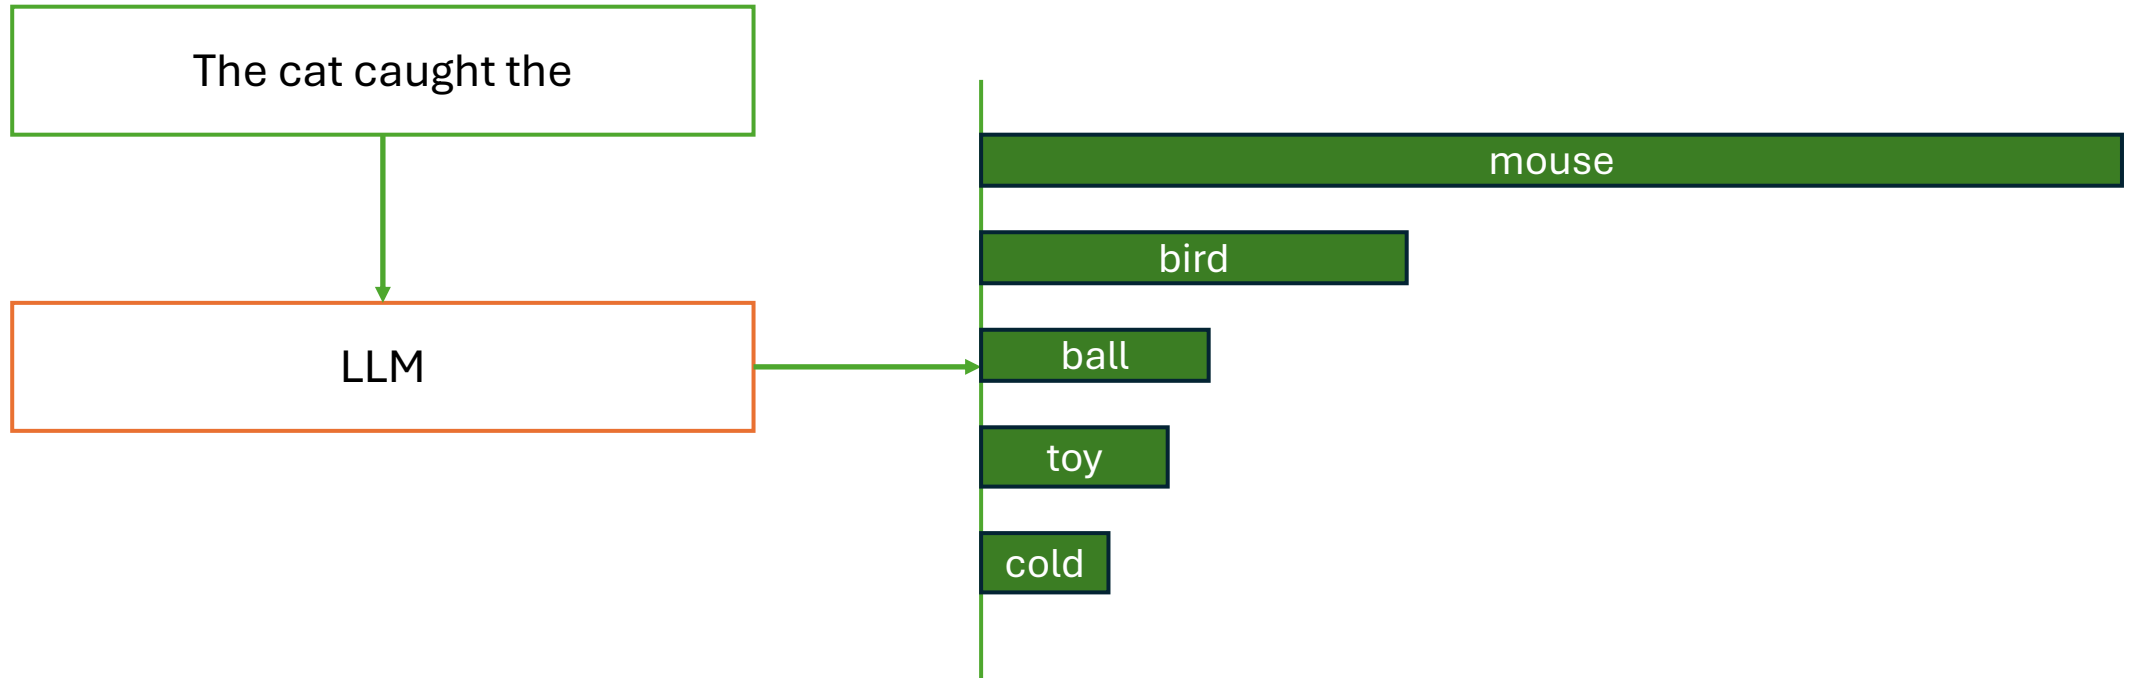 The cat caught the
LLM
mouse
bird
ball
toy
cold